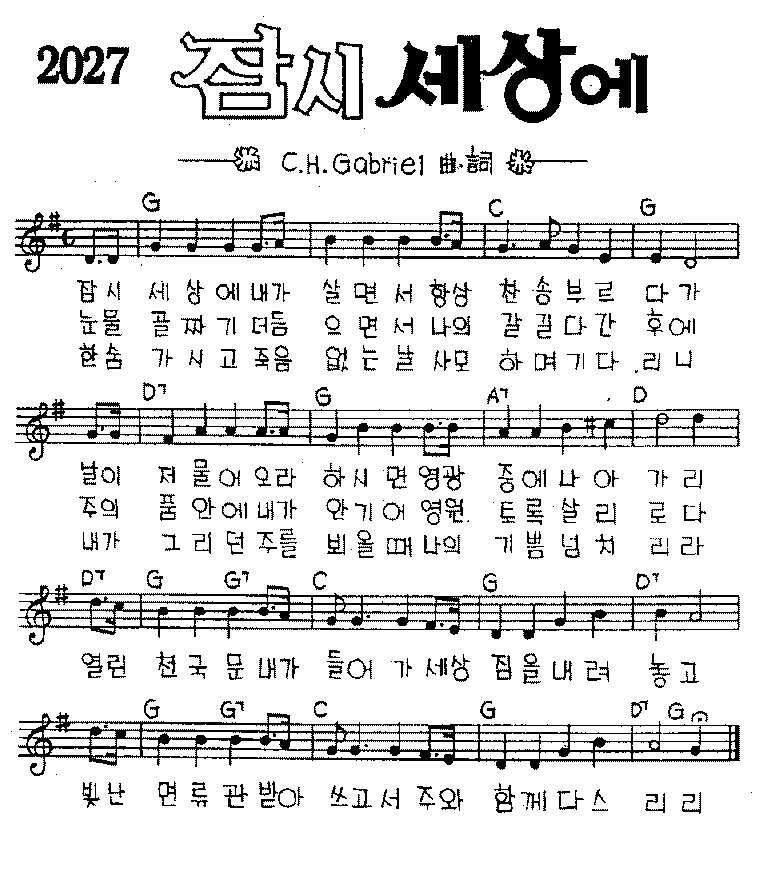 2027 잠시 세상에
C.H.Gabriel 曲·詞
G C G
잠시 세 상 에 내가 살 면 서 항상 찬 송 부 르 다 가
눈물 골 짜 기 더듬 으 면 서 나의 갈 길 다 간 후 에
한숨 가 시 고 죽음 없 는 날 사모 하 며 기 다 리 니
D7 G A7 D
날이 저 물 어 오라 하 시 면 영광 중 에 나 아 가 리
주의 품 안 에 내가 안 기 어 영원 토 록 살 리 로 다
내가 그 리 던 주를 뵈 올 때 나의 기 쁨 넘 치 리 라
D7 G G7 C G D7
열린 천 국 문 내가 들어 가 세상 짐 을 내 려 놓 고
G G7 C G D7 G
빛 난 면 류 관 받아 쓰고 서 주와 함 께 다 스 리 리